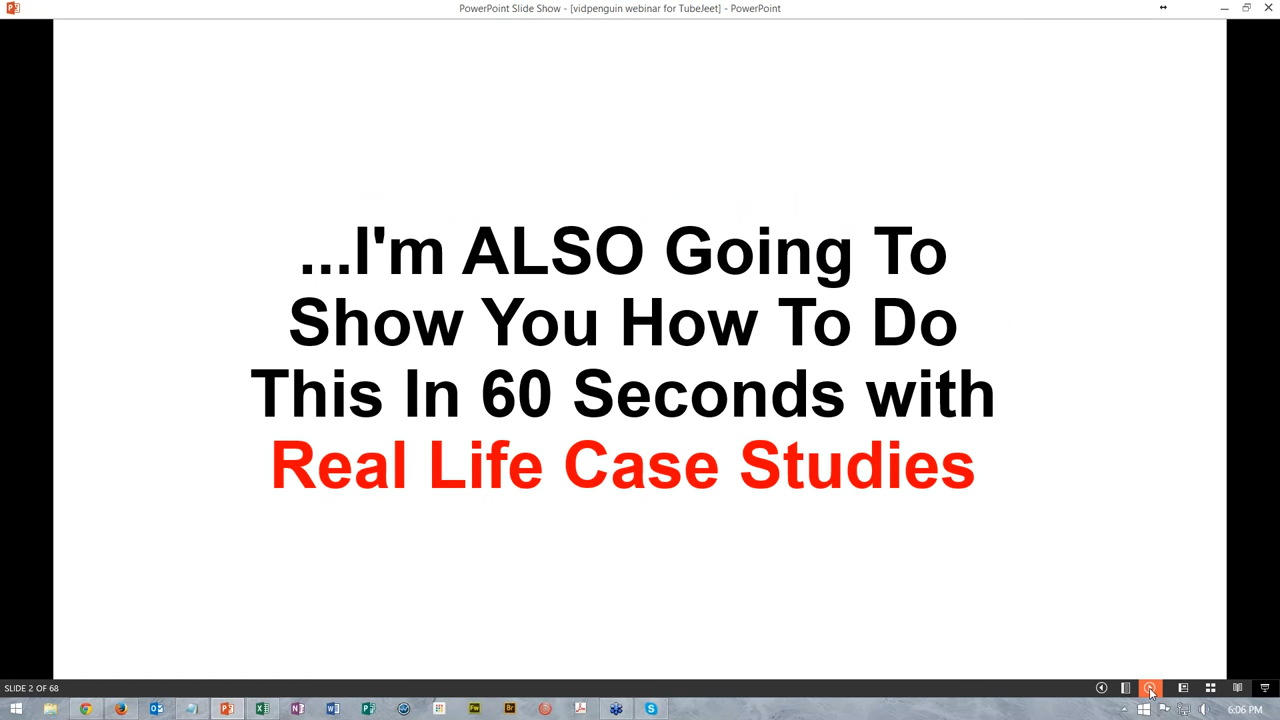 PowerPoint Slide Show - [vidpenguin webinar for TubeJeet] - PowerPoint
...I'm ALSO Going To
Show You How To Do
This In 60 Seconds with
Real Life Case Studies
SLIDE 2 OF 68
6:06 PM